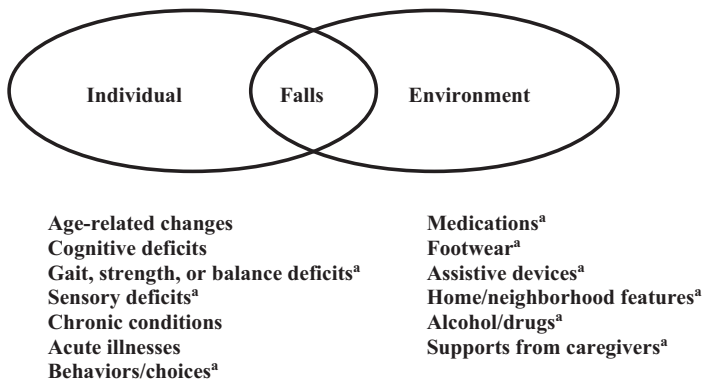 Individual Falls Environment
Age-related changes
Cognitive deficits
Gait, strength, or balance deficitsᵃ
Sensory deficitsᵃ
Chronic conditions
Acute illnesses
Behaviors/choicesᵃ
Medicationsᵃ
Footwearᵃ
Assistive devicesᵃ
Home/neighborhood featuresᵃ
Alcohol/drugsᵃ
Supports from caregiversᵃ